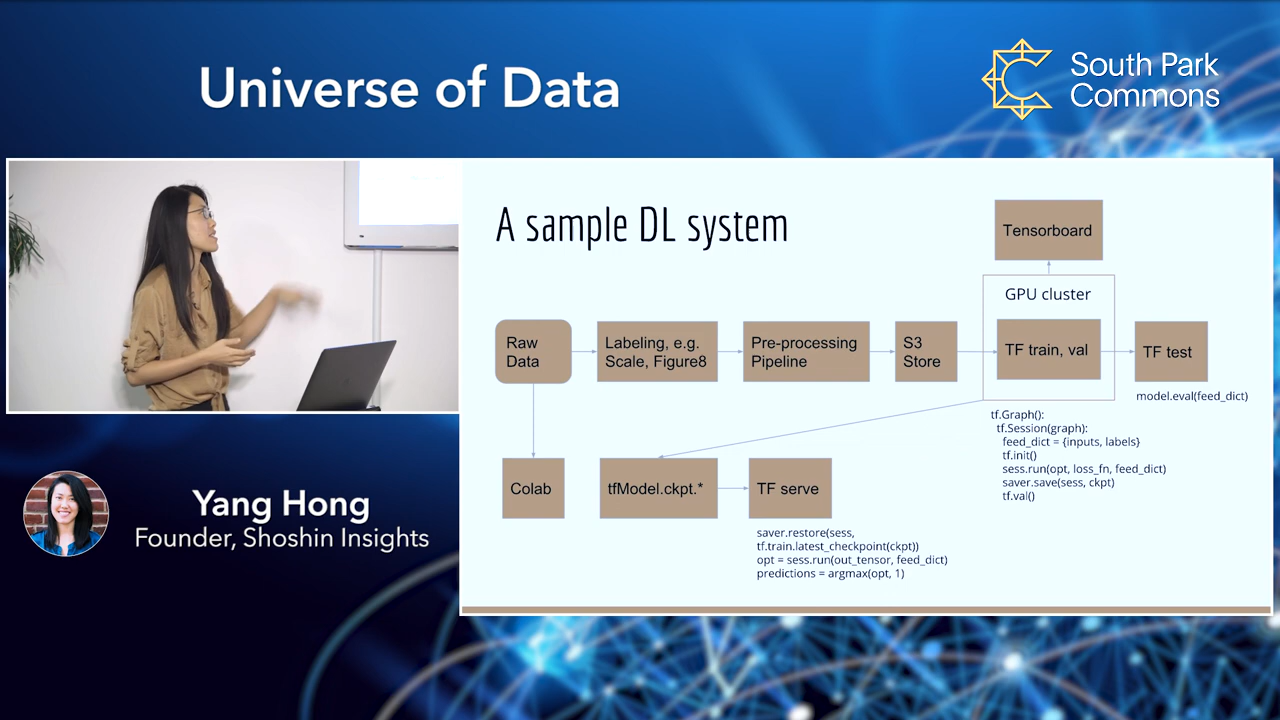 Universe of Data
South Park
Commons
A sample DL system
Tensorboard
GPU cluster
Raw
Data
Labeling, e.g.
Scale, Figure8
Pre-processing
Pipeline
S3
Store
TF train, val
TF test
model.eval(feed_dict)
tf.Graph():
tf.Session(graph):
feed_dict = {inputs, labels}
tf.init()
sess.run(opt, loss_fn, feed_dict)
saver.save(sess, ckpt)
tf.val()
Colab
tfModel.ckpt.*
TF serve
saver.restore(sess,
tf.train.latest_checkpoint(ckpt))
opt = sess.run(out_tensor, feed_dict)
predictions = argmax(opt, 1)
Yang Hong
Founder, Shoshin Insights